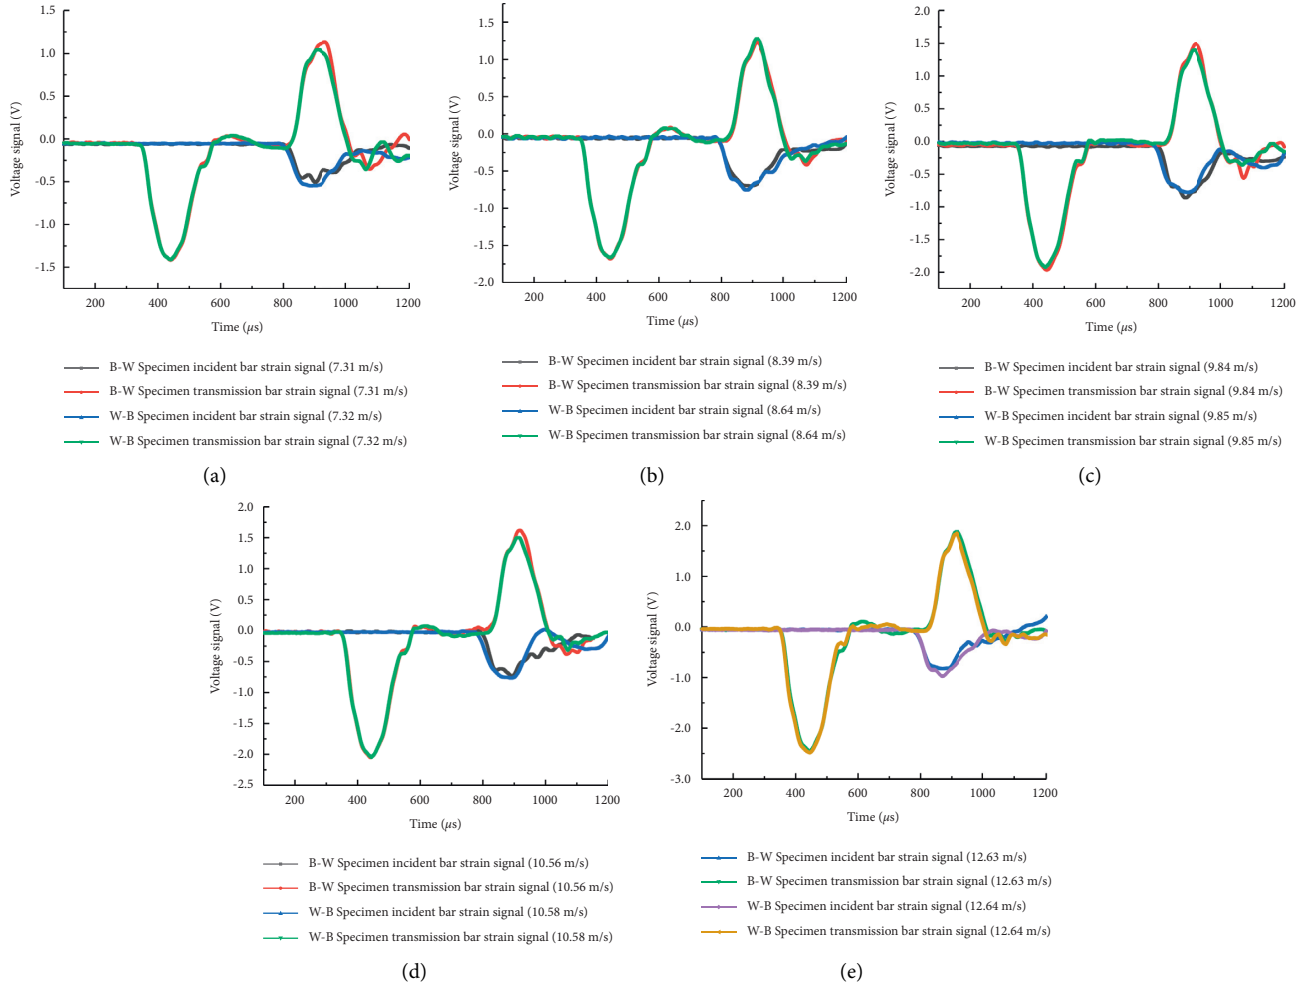 1.5
1.0
0.5
0.0
-0.5
-1.0
-1.5
Voltage signal (V)
200 400 600 800 1000 1200
Time (μs)
B-W Specimen incident bar strain signal (7.31 m/s)
B-W Specimen transmission bar strain signal (7.31 m/s)
W-B Specimen incident bar strain signal (7.32 m/s)
W-B Specimen transmission bar strain signal (7.32 m/s)
(a)
1.5
1.0
0.5
0.0
-0.5
-1.0
-1.5
-2.0
Voltage signal (V)
200 400 600 800 1000 1200
Time (μs)
B-W Specimen incident bar strain signal (8.39 m/s)
B-W Specimen transmission bar strain signal (8.39 m/s)
W-B Specimen incident bar strain signal (8.64 m/s)
W-B Specimen transmission bar strain signal (8.64 m/s)
(b)
2.0
1.5
1.0
0.5
0.0
-0.5
-1.0
-1.5
-2.0
Voltage signal (V)
200 400 600 800 1000 1200
Time (μs)
B-W Specimen incident bar strain signal (9.84 m/s)
B-W Specimen transmission bar strain signal (9.84 m/s)
W-B Specimen incident bar strain signal (9.85 m/s)
W-B Specimen transmission bar strain signal (9.85 m/s)
(c)
2.0
1.5
1.0
0.5
0.0
-0.5
-1.0
-1.5
-2.0
-2.5
Voltage signal (V)
200 400 600 800 1000 1200
Time (μs)
B-W Specimen incident bar strain signal (10.56 m/s)
B-W Specimen transmission bar strain signal (10.56 m/s)
W-B Specimen incident bar strain signal (10.58 m/s)
W-B Specimen transmission bar strain signal (10.58 m/s)
(d)
2.0
1.0
0.0
-1.0
-2.0
-3.0
Voltage signal (V)
200 400 600 800 1000 1200
Time (μs)
B-W Specimen incident bar strain signal (12.63 m/s)
B-W Specimen transmission bar strain signal (12.63 m/s)
W-B Specimen incident bar strain signal (12.64 m/s)
W-B Specimen transmission bar strain signal (12.64 m/s)
(e)